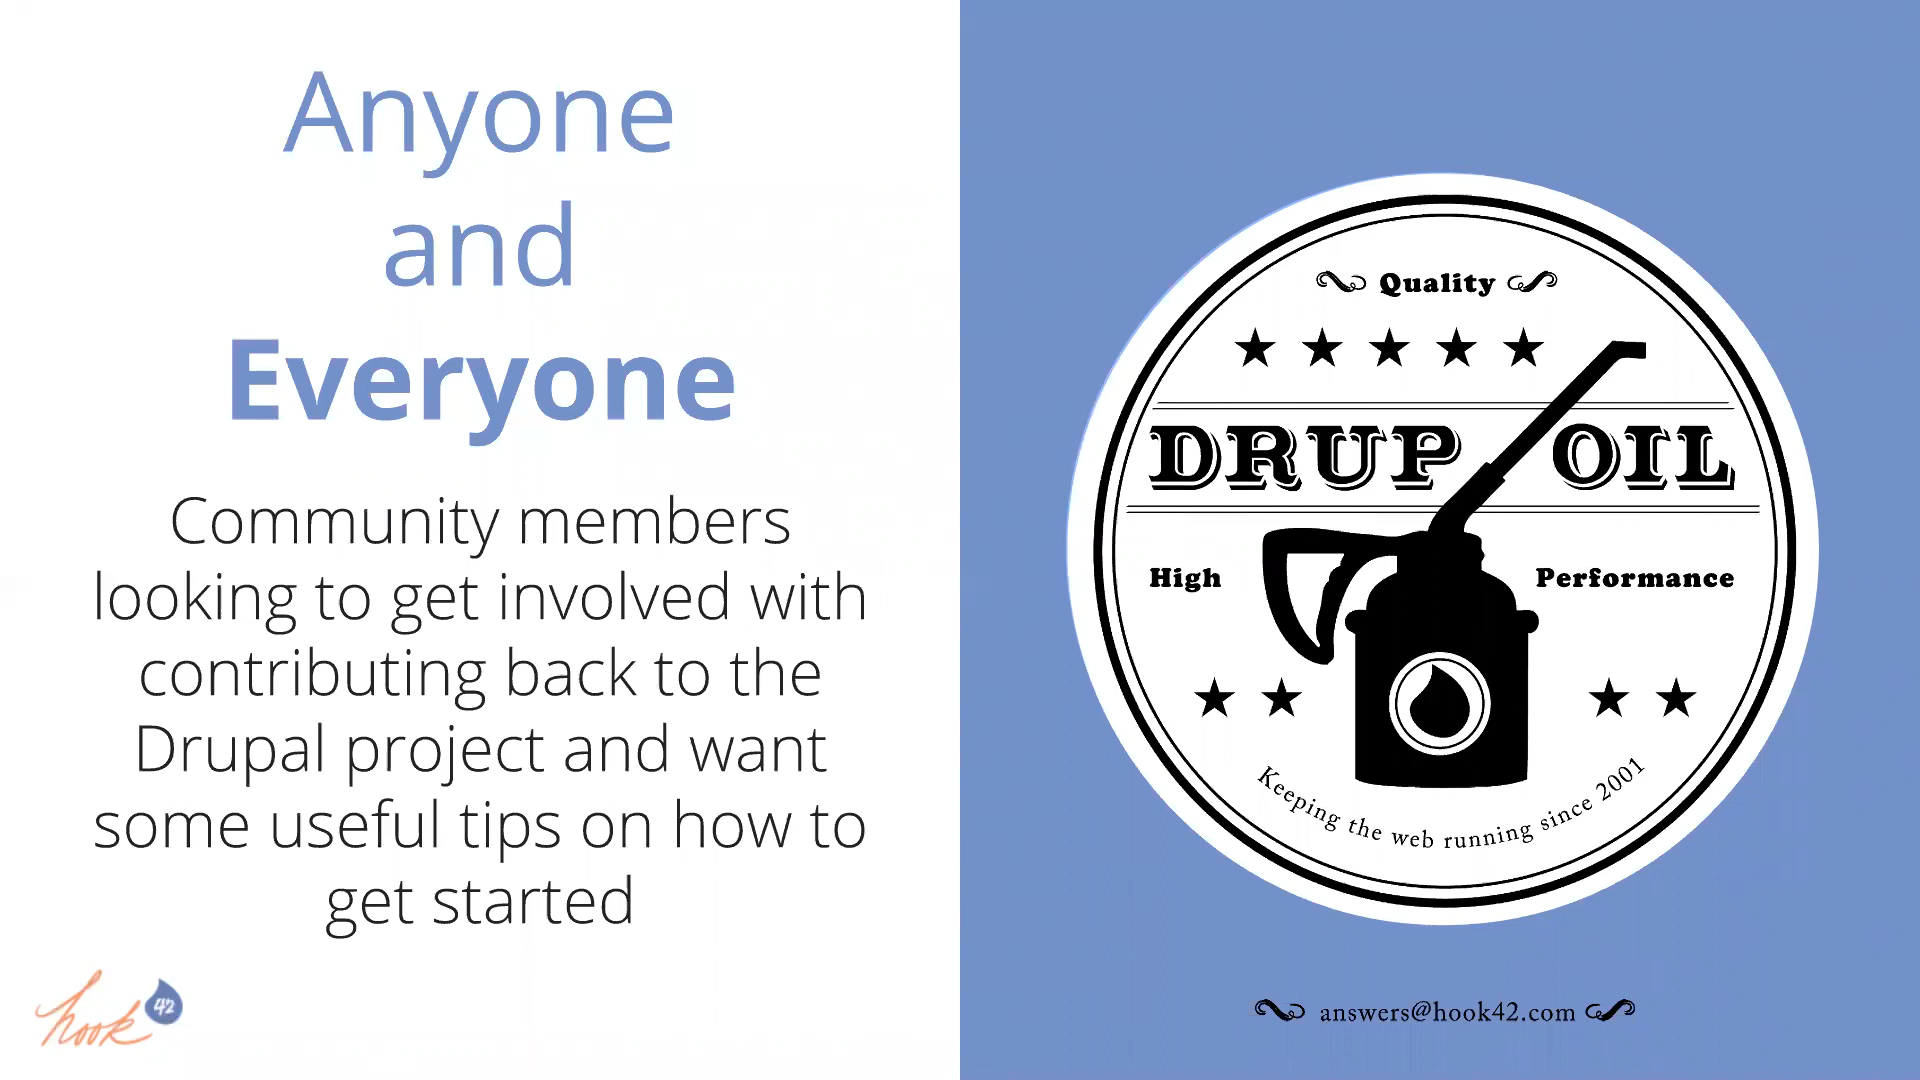 Anyone
and
Everyone
Community members
looking to get involved with
contributing back to the
Drupal project and want
some useful tips on how to
get started
hook 42
Quality
DRUP OIL
High Performance
Keeping the web running since 2001
answers@hook42.com